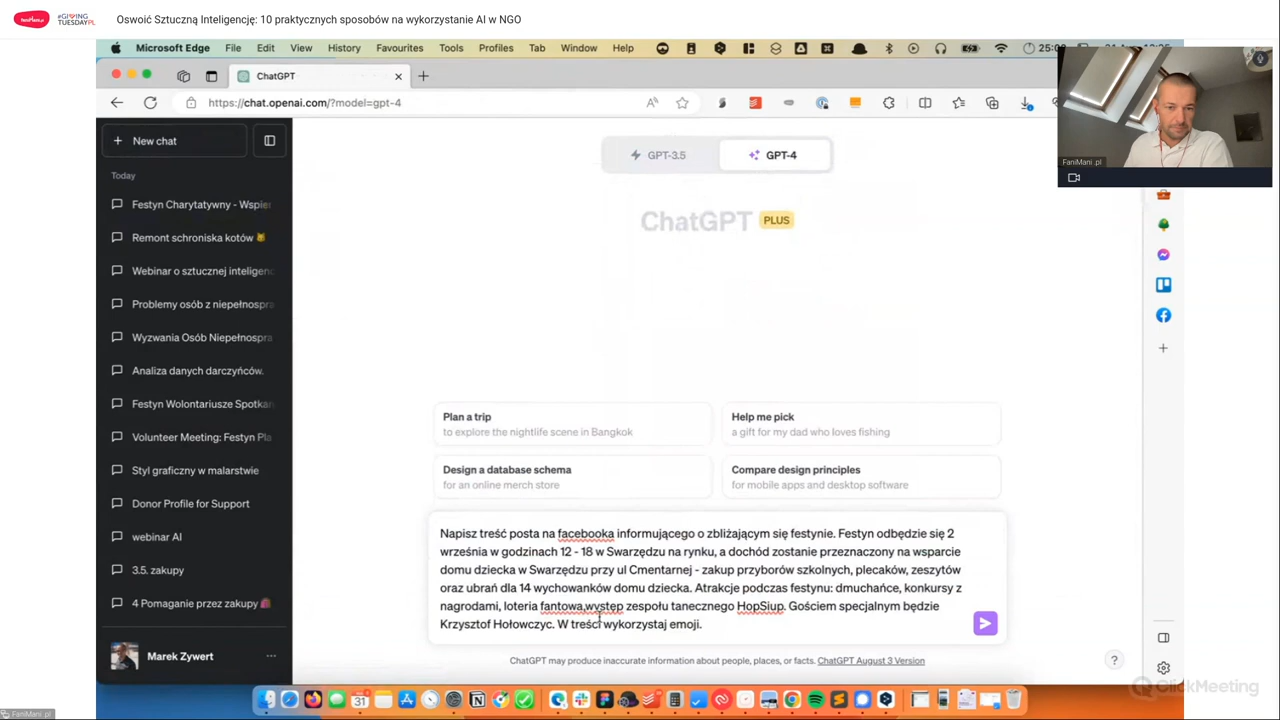 FaniMani.pl
#GIVING
TUESDAYPL
Oswoić Sztuczną Inteligencję: 10 praktycznych sposobów na wykorzystanie AI w NGO
Microsoft Edge File Edit View History Favourites Tools Profiles Tab Window Help
ChatGPT
https://chat.openai.com/?model=gpt-4
FaniMani .pl
New chat
GPT-3.5
GPT-4
Today
ChatGPT PLUS
Festyn Charytatywny - Wspier
Remont schroniska kotów
Webinar o sztucznej inteligenc
Problemy osób z niepełnospra
Wyzwania Osób Niepełnospra
Analiza danych darczyńców.
Festyn Wolontariusze Spotkan
Volunteer Meeting: Festyn Pla
Styl graficzny w malarstwie
Donor Profile for Support
webinar AI
3.5. zakupy
4 Pomaganie przez zakupy
Marek Zywert
Plan a trip
to explore the nightlife scene in Bangkok
Help me pick
a gift for my dad who loves fishing
Design a database schema
for an online merch store
Compare design principles
for mobile apps and desktop software
Napisz treść posta na facebooka informującego o zbliżającym się festynie. Festyn odbędzie się 2
września w godzinach 12 - 18 w Swarzędzu na rynku, a dochód zostanie przeznaczony na wsparcie
domu dziecka w Swarzędzu przy ul Cmentarnej - zakup przyborów szkolnych, plecaków, zeszytów
oraz ubrań dla 14 wychowanków domu dziecka. Atrakcje podczas festynu: dmuchańce, konkursy z
nagrodami, loteria fantowa,występ zespołu tanecznego HopSiup. Gościem specjalnym będzie
Krzysztof Hołowczyc. W treści wykorzystaj emoji.
ChatGPT may produce inaccurate information about people, places, or facts. ChatGPT August 3 Version
?
ClickMeeting
FaniMani .pl